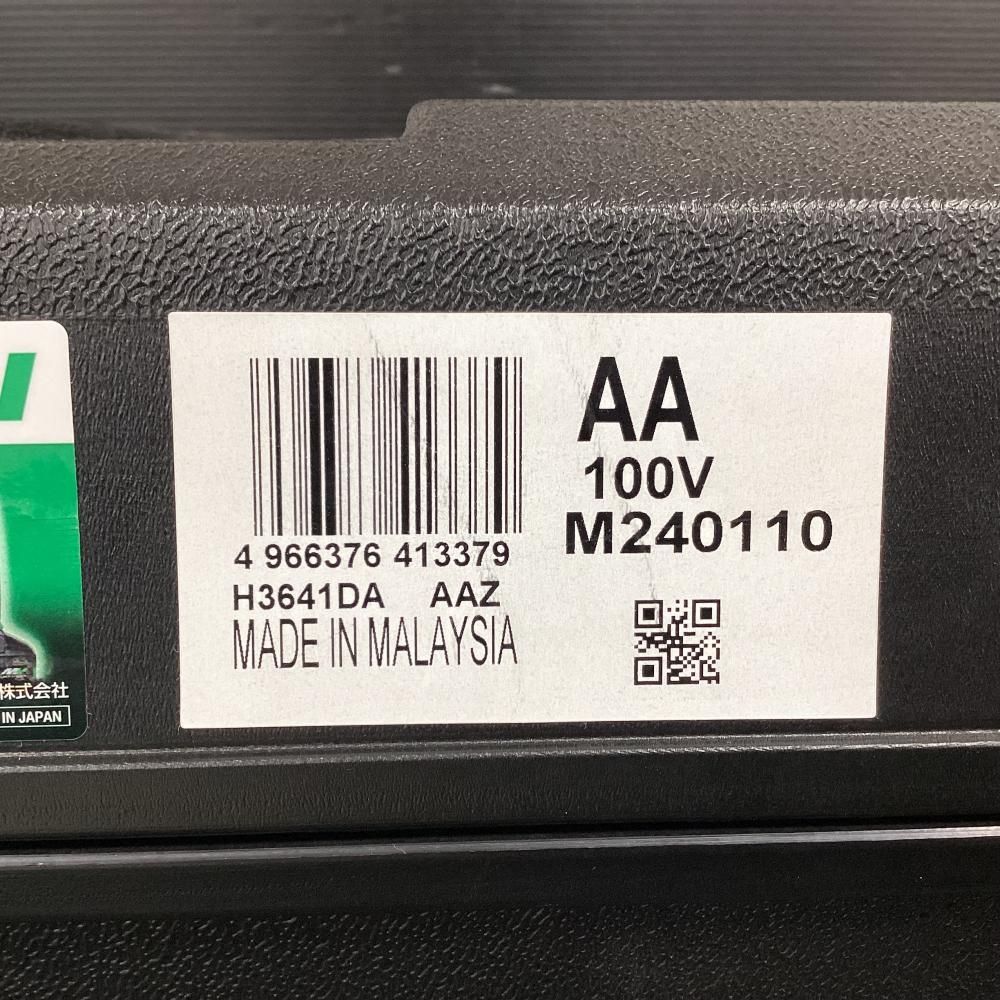 AA
100V
M240110
4 966376 413379
H3641DA AAZ
MADE IN MALAYSIA
株式会社
IN JAPAN